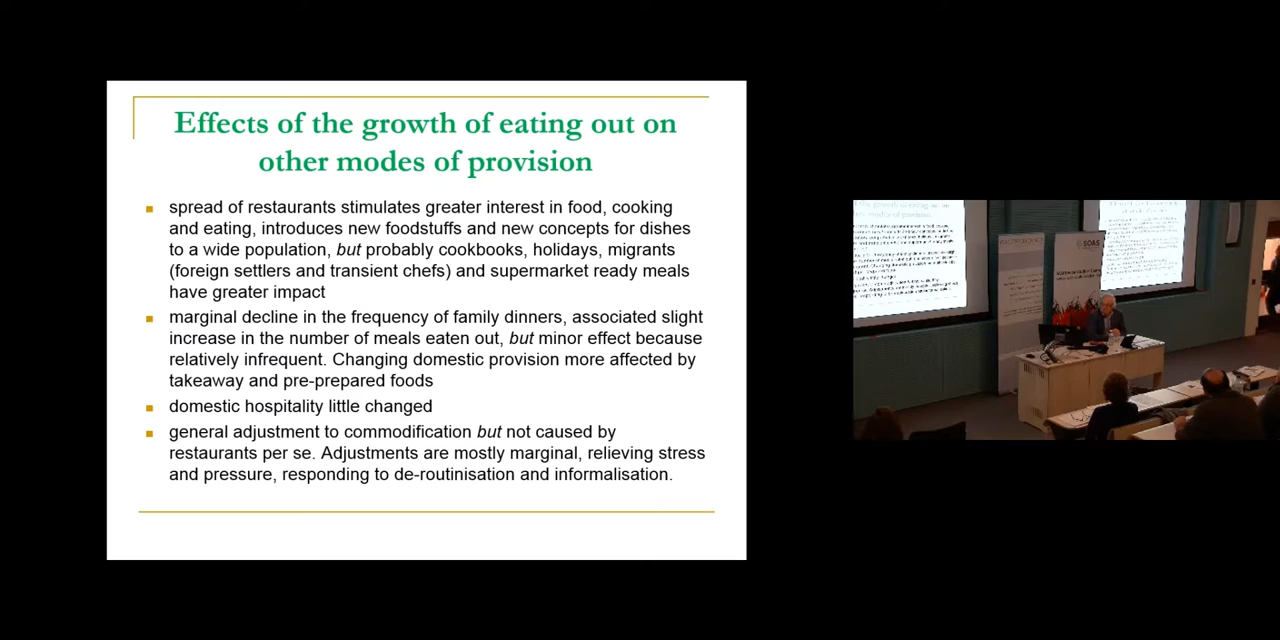 Effects of the growth of eating out on
other modes of provision
spread of restaurants stimulates greater interest in food, cooking
and eating, introduces new foodstuffs and new concepts for dishes
to a wide population, but probably cookbooks, holidays, migrants
(foreign settlers and transient chefs) and supermarket ready meals
have greater impact
marginal decline in the frequency of family dinners, associated slight
increase in the number of meals eaten out, but minor effect because
relatively infrequent. Changing domestic provision more affected by
takeaway and pre-prepared foods
domestic hospitality little changed
general adjustment to commodification but not caused by
restaurants per se. Adjustments are mostly marginal, relieving stress
and pressure, responding to de-routinisation and informalisation.
SOAS